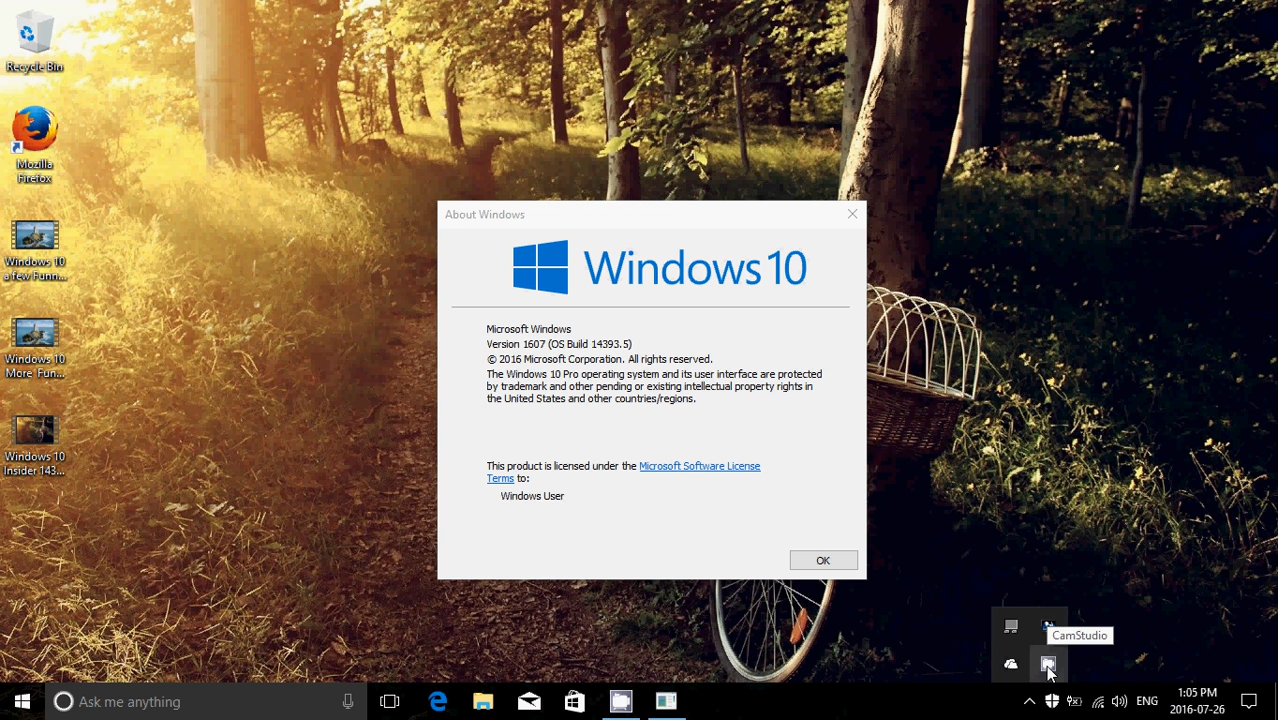 Recycle Bin
Mozilla
Firefox
Windows 10
a few Funn...
Windows 10
More Fun...
Windows 10
Insider 143...
About Windows
Windows 10
Microsoft Windows
Version 1607 (OS Build 14393.5)
© 2016 Microsoft Corporation. All rights reserved.
The Windows 10 Pro operating system and its user interface are protected
by trademark and other pending or existing intellectual property rights in
the United States and other countries/regions.
This product is licensed under the Microsoft Software License
Terms to:
Windows User
OK
CamStudio
Ask me anything
ENG
1:05 PM
2016-07-26